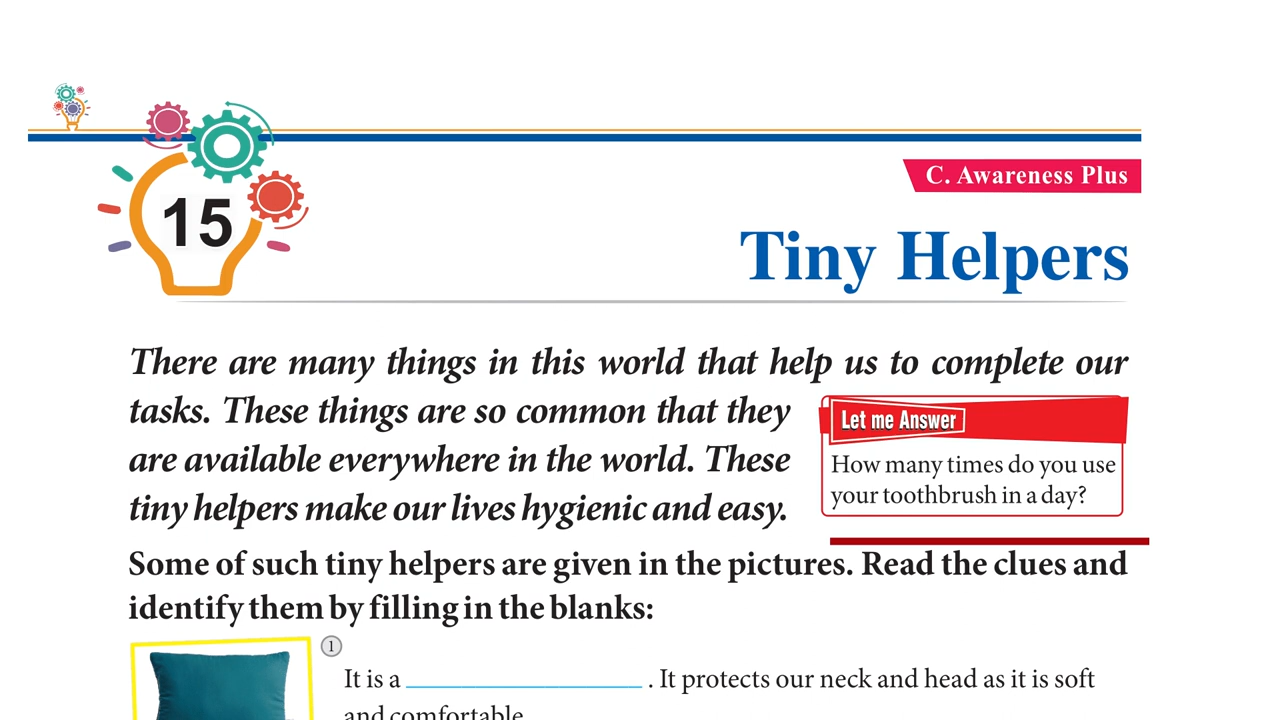 15
C. Awareness Plus
Tiny Helpers
There are many things in this world that help us to complete our
tasks. These things are so common that they
are available everywhere in the world. These
tiny helpers make our lives hygienic and easy.
Let me Answer
How many times do you use
your toothbrush in a day?
Some of such tiny helpers are given in the pictures. Read the clues and
identify them by filling in the blanks:
1
It is a ____________________ . It protects our neck and head as it is soft
and comfortable.